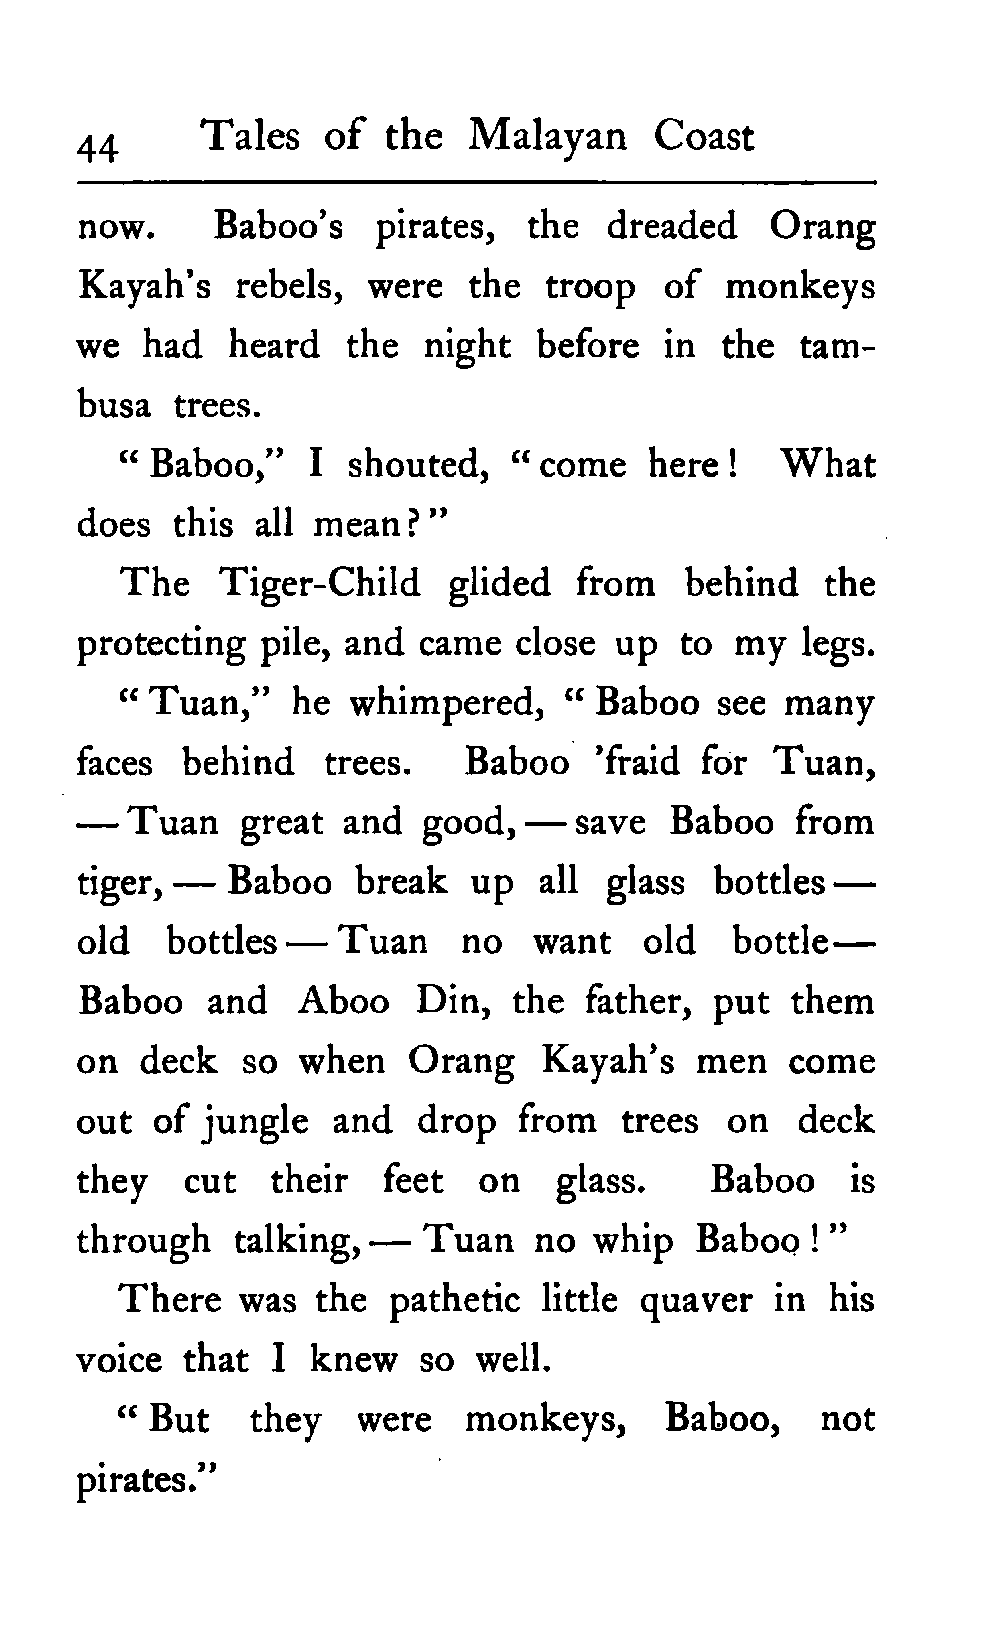 44 Tales of the Malayan Coast
now. Baboo's pirates, the dreaded Orang
Kayah's rebels, were the troop of monkeys
we had heard the night before in the tam-
busa trees.
"Baboo," I shouted, "come here! What
does this all mean?"
The Tiger-Child glided from behind the
protecting pile, and came close up to my legs.
"Tuan," he whimpered, "Baboo see many
faces behind trees. Baboo 'fraid for Tuan,
— Tuan great and good, — save Baboo from
tiger, — Baboo break up all glass bottles —
old bottles — Tuan no want old bottle —
Baboo and Aboo Din, the father, put them
on deck so when Orang Kayah's men come
out of jungle and drop from trees on deck
they cut their feet on glass. Baboo is
through talking, — Tuan no whip Baboo!"
There was the pathetic little quaver in his
voice that I knew so well.
"But they were monkeys, Baboo, not
pirates."